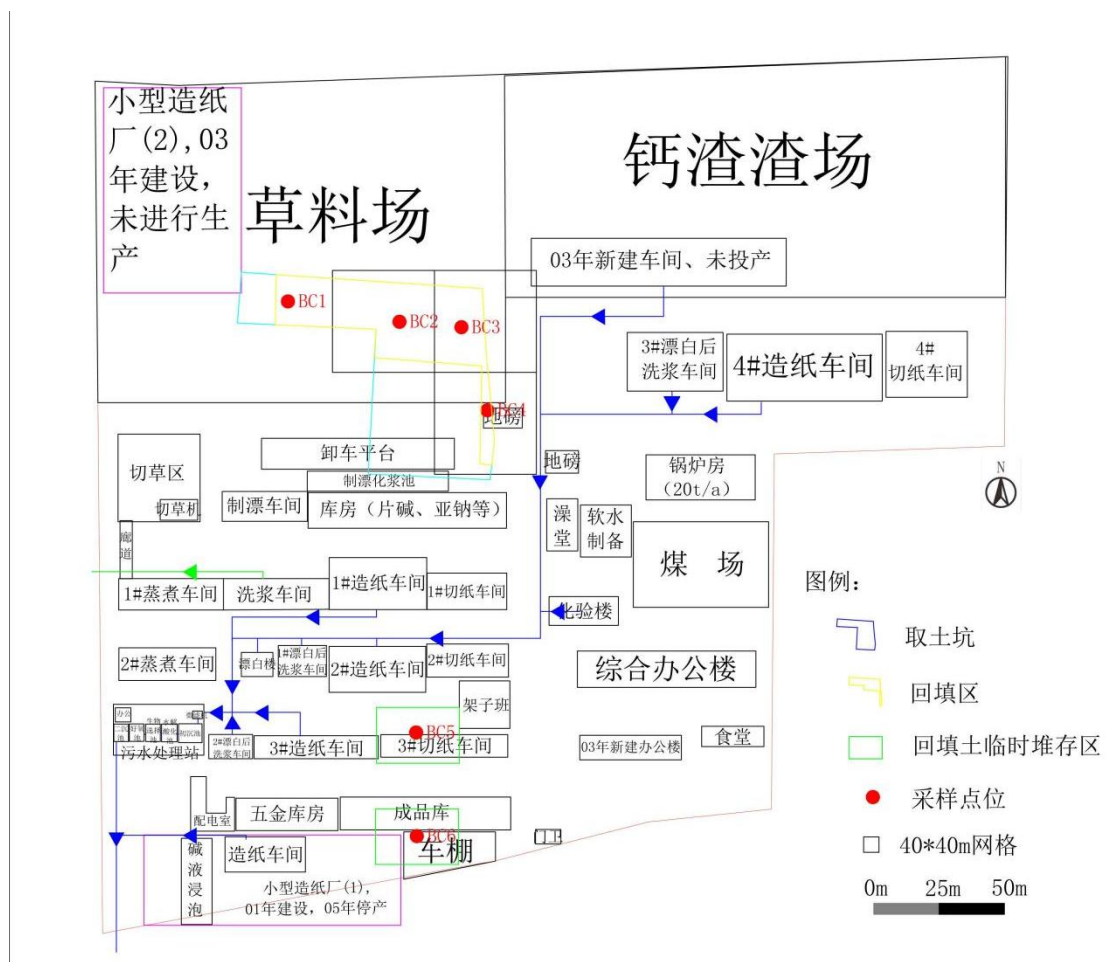 小型造纸
厂(2),03
年建设，
未进行生
产
草料场
钙渣渣场
03年新建车间、未投产
BC1
BC2
BC3
3#漂白后
洗浆车间
4#造纸车间
4#
切纸车间
BC4
地磅
卸车平台
地磅
锅炉房
(20t/a)
切草区
制漂化浆池
切草机
制漂车间
库房（片碱、亚钠等）
澡
堂
软水
制备
煤 场
廊
道
1#蒸煮车间
洗浆车间
1#造纸车间
1#切纸车间
化验楼
2#蒸煮车间
漂白楼
1#漂白后
洗浆车间
2#造纸车间
2#切纸车间
综合办公楼
架子班
办公
污水处理站
2#漂白后
洗浆车间
3#造纸车间
BC5
3#切纸车间
03年新建办公楼
食堂
配电室
五金库房
成品库
BC6
车棚
碱
液
浸
泡
造纸车间
小型造纸厂(1),
01年建设，05年停产
N
图例：
取土坑
回填区
回填土临时堆存区
采样点位
40*40m网格
0m 25m 50m